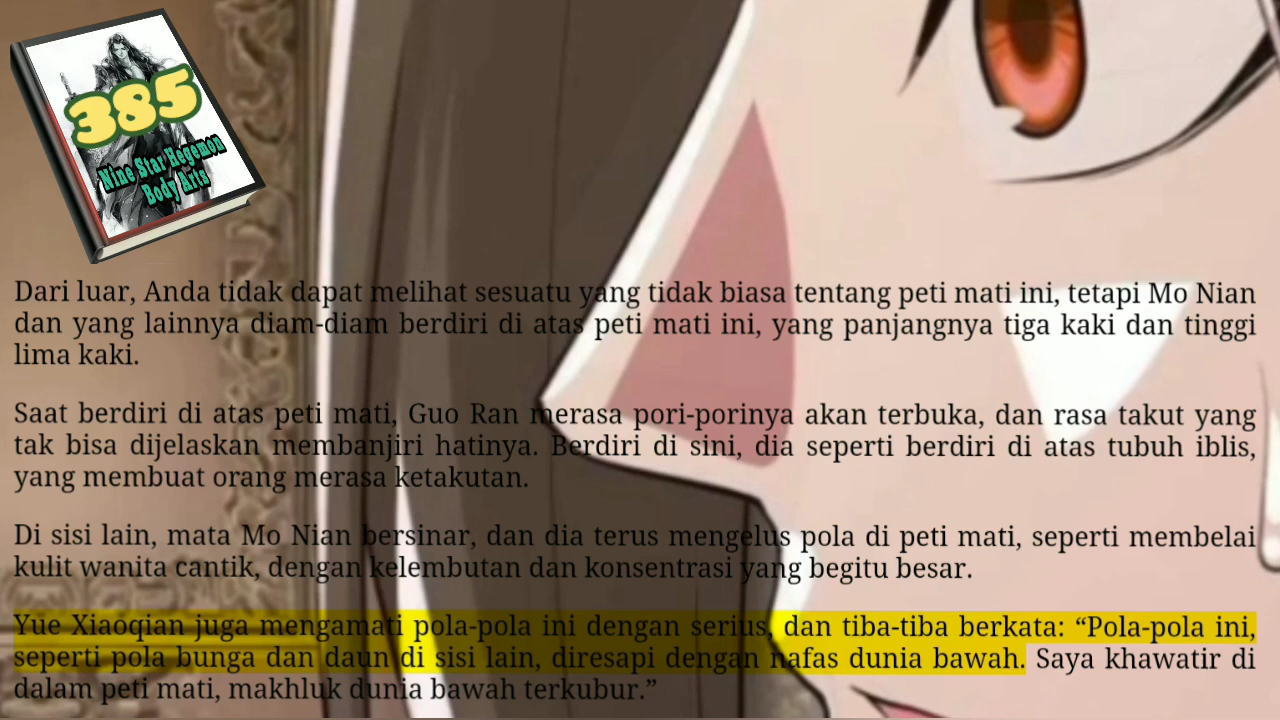 385
Nine Star Hegemon
Body Arts
Dari luar, Anda tidak dapat melihat sesuatu yang tidak biasa tentang peti mati ini, tetapi Mo Nian
dan yang lainnya diam-diam berdiri di atas peti mati ini, yang panjangnya tiga kaki dan tinggi
lima kaki.
Saat berdiri di atas peti mati, Guo Ran merasa pori-porinya akan terbuka, dan rasa takut yang
tak bisa dijelaskan membanjiri hatinya. Berdiri di sini, dia seperti berdiri di atas tubuh iblis,
yang membuat orang merasa ketakutan.
Di sisi lain, mata Mo Nian bersinar, dan dia terus mengelus pola di peti mati, seperti membelai
kulit wanita cantik, dengan kelembutan dan konsentrasi yang begitu besar.
Yue Xiaoqian juga mengamati pola-pola ini dengan serius, dan tiba-tiba berkata: “Pola-pola ini,
seperti pola bunga dan daun di sisi lain, diresapi dengan nafas dunia bawah. Saya khawatir di
dalam peti mati, makhluk dunia bawah terkubur.”